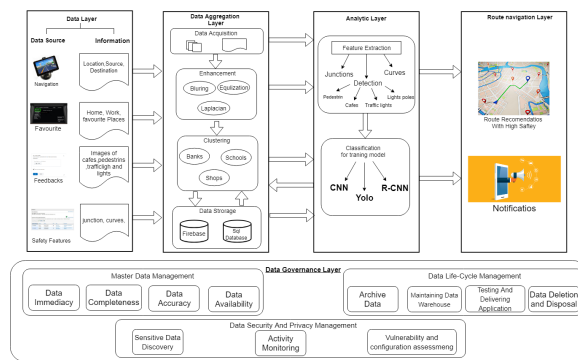 Data Layer
Data Source
Information
Navigation
Location,Source,
Destination
Favourite
Home, Work,
favourite Places
Feedbacks
Images of
cafes,pedestrins
,trafficlign and
lights
Safety Features
junction, curves,
Data Aggregation
Layer
Data Acquisition
Enhancement
Bluring
Equilization
Laplacian
Clustering
Banks
Schools
Shops
Data Strorage
Firebase
Sql
Database
Analytic Layer
Feature Extraction
Junctions
Curves
Detection
Pedestrin
Lights poles
Cafes
Traffic lights
Classification
for traning model
CNN
Yolo
R-CNN
Route navigation Layer
Route Recomendatios
With High Saftey
Notificatios
Data Governance Layer
Master Data Management
Data
Immediacy
Data
Completeness
Data
Accuracy
Data
Availability
Data Life-Cycle Management
Archive
Data
Maintaining Data
Warehouse
Testing And
Delivering
Application
Data Deletion
and Disposal
Data Security And Privacy Management
Sensitive Data
Discovery
Activity
Monitoring
Vulnerability and
configuration assessmeng